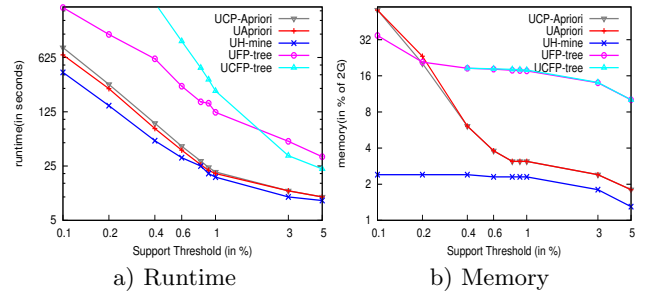 runtime(in seconds)
625
125
25
5
UCP-Apriori
UApriori
UH-mine
UFP-tree
UCFP-tree
0.1 0.2 0.4 0.6 1 3 5
Support Threshold (in %)
a) Runtime
memory(in % of 2G)
32
16
8
4
2
1
UCP-Apriori
UApriori
UH-mine
UFP-tree
UCFP-tree
0.1 0.2 0.4 0.6 1 3 5
Support Threshold (in %)
b) Memory